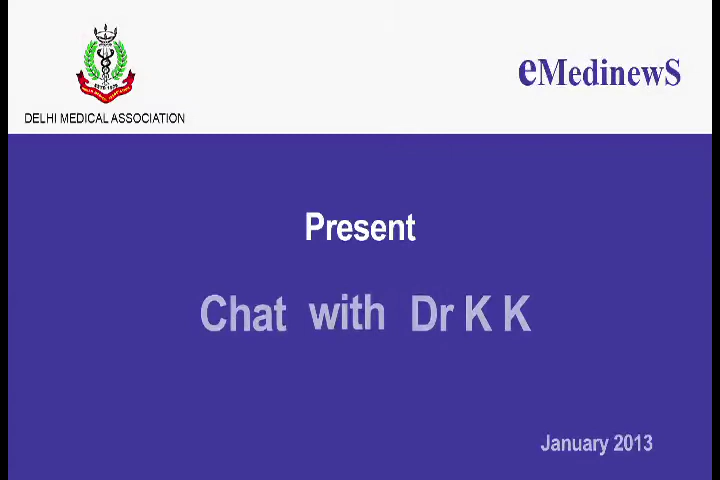 eMedinewS
DELHI MEDICAL ASSOCIATION
Present
Chat with Dr K K
January 2013